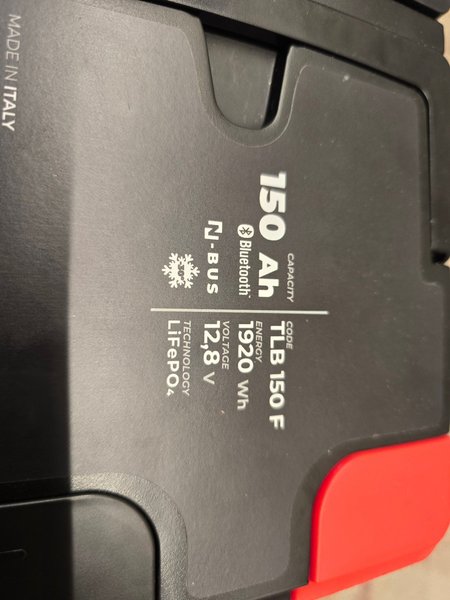 MADE IN ITALY
CAPACITY
150 Ah
Bluetooth
N-BUS
CODE
TLB 150 F
ENERGY
1920 Wh
VOLTAGE
12,8 V
TECHNOLOGY
LiFePO4